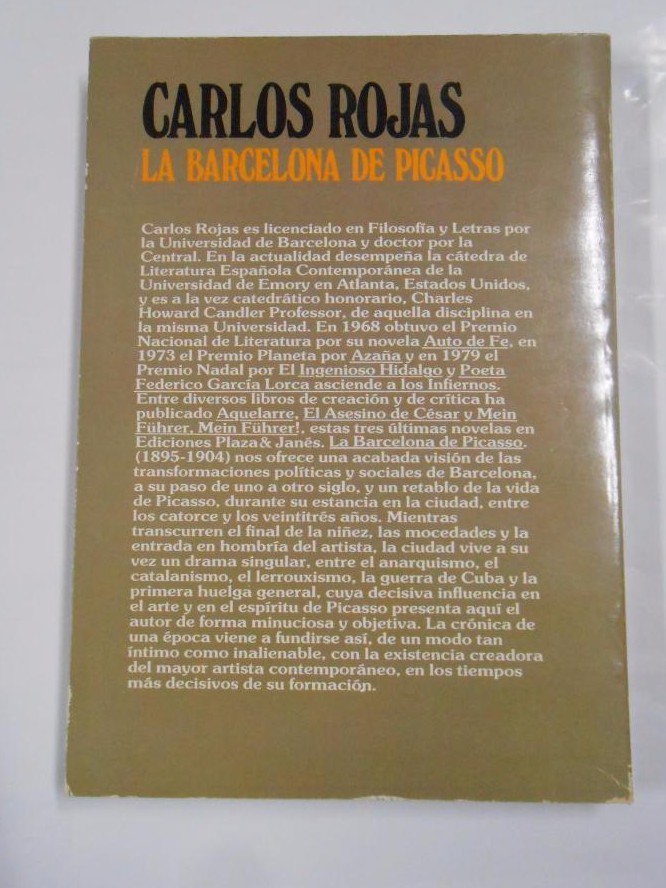 CARLOS ROJAS
LA BARCELONA DE PICASSO
Carlos Rojas es licenciado en Filosofía y Letras por
la Universidad de Barcelona y doctor por la
Central. En la actualidad desempeña la cátedra de
Literatura Española Contemporánea de la
Universidad de Emory en Atlanta, Estados Unidos,
y es a la vez catedrático honorario, Charles
Howard Candler Professor, de aquella disciplina en
la misma Universidad. En 1968 obtuvo el Premio
Nacional de Literatura por su novela Auto de Fe, en
1973 el Premio Planeta por Azaña y en 1979 el
Premio Nadal por El Ingenioso Hidalgo y Poeta
Federico García Lorca asciende a los Infiernos.
Entre diversos libros de creación y de crítica ha
publicado Aquelarre, El Asesino de César y Mein
Führer, Mein Führer!, estas tres últimas novelas en
Ediciones Plaza & Janés. La Barcelona de Picasso.
(1895-1904) nos ofrece una acabada visión de las
transformaciones políticas y sociales de Barcelona,
a su paso de uno a otro siglo, y un retablo de la vida
de Picasso, durante su estancia en la ciudad, entre
los catorce y los veintitrés años. Mientras
transcurren el final de la niñez, las mocedades y la
entrada en hombría del artista, la ciudad vive a su
vez un drama singular, entre el anarquismo, el
catalanismo, el lerrouxismo, la guerra de Cuba y la
primera huelga general, cuya decisiva influencia en
el arte y en el espíritu de Picasso presenta aquí el
autor de forma minuciosa y objetiva. La crónica de
una época viene a fundirse así, de un modo tan
íntimo como inalienable, con la existencia creadora
del mayor artista contemporáneo, en los tiempos
más decisivos de su formación.